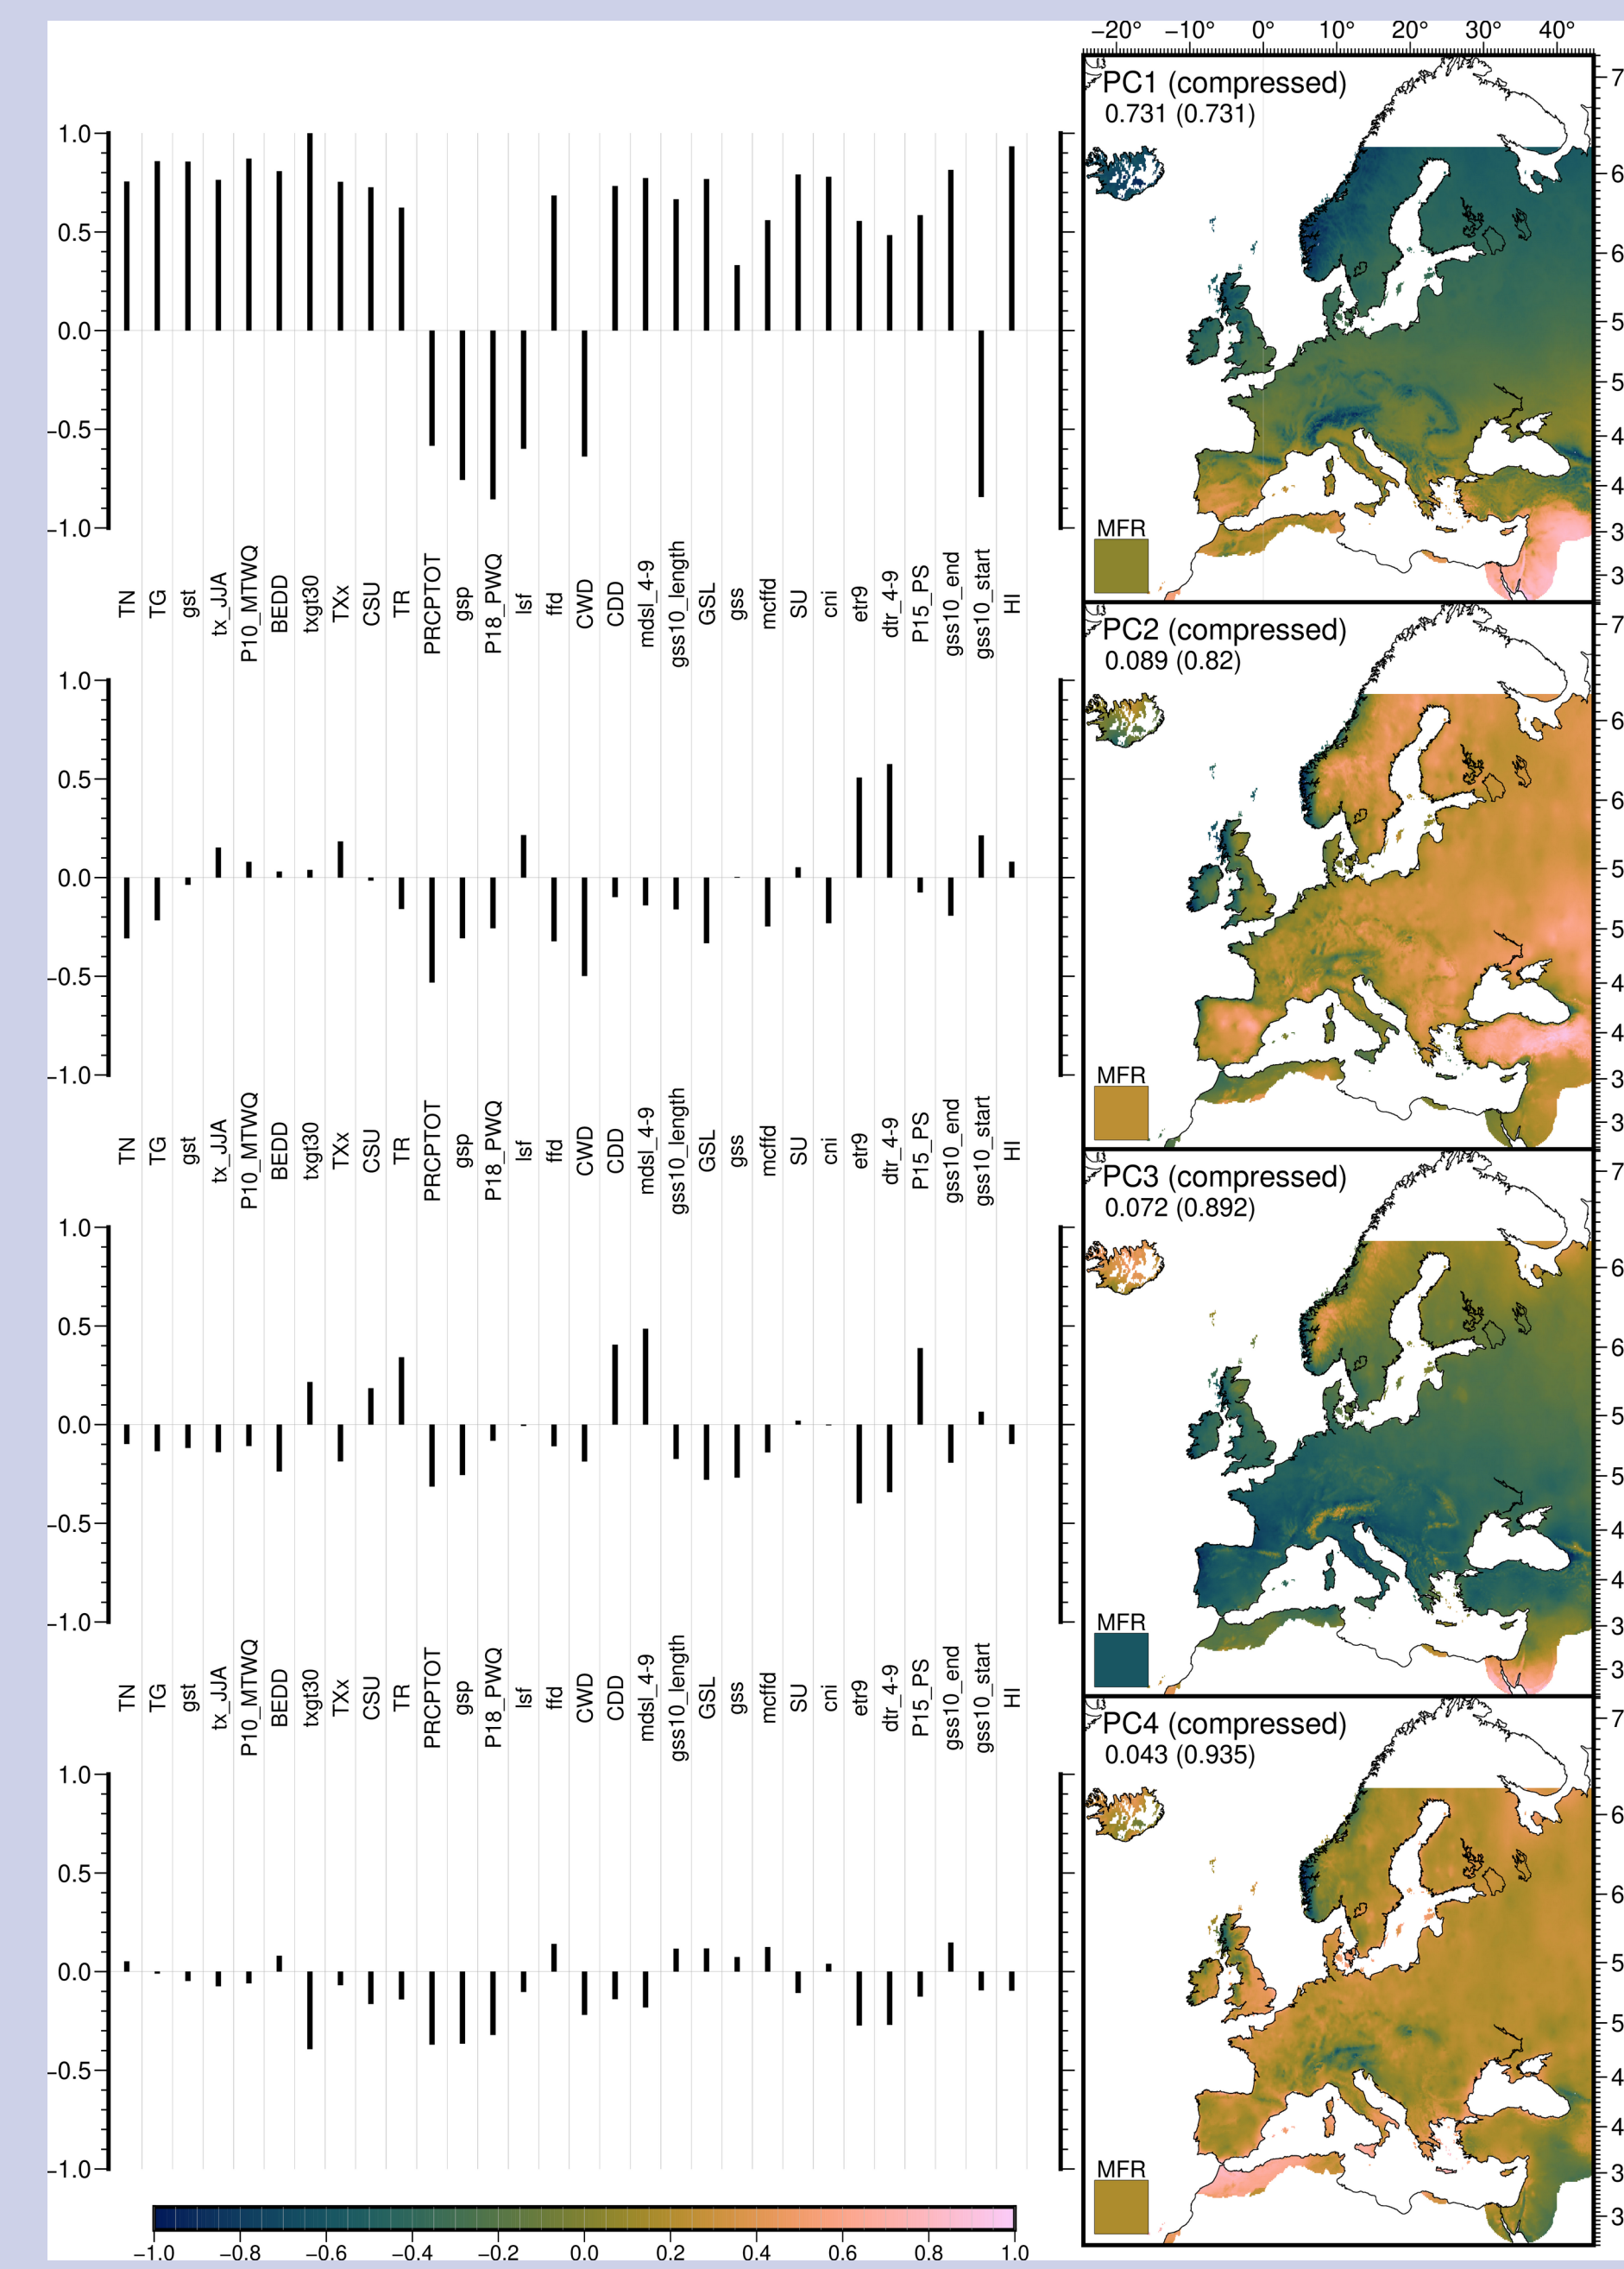 −20° −10° 0° 10° 20° 30° 40°
PC1 (compressed)
0.731 (0.731)
MFR
1.0
0.5
0.0
−0.5
−1.0
TN TG gst tx_JJA P10_MTWQ BEDD txgt30 TXx CSU TR PRCPTOT gsp P18_PWQ lsf ffd CWD CDD mdsl_4-9 gss10_length GSL gss mcffd SU cni etr9 dtr_4-9 P15_PS gss10_end gss10_start HI
PC2 (compressed)
0.089 (0.82)
MFR
1.0
0.5
0.0
−0.5
−1.0
TN TG gst tx_JJA P10_MTWQ BEDD txgt30 TXx CSU TR PRCPTOT gsp P18_PWQ lsf ffd CWD CDD mdsl_4-9 gss10_length GSL gss mcffd SU cni etr9 dtr_4-9 P15_PS gss10_end gss10_start HI
PC3 (compressed)
0.072 (0.892)
MFR
1.0
0.5
0.0
−0.5
−1.0
TN TG gst tx_JJA P10_MTWQ BEDD txgt30 TXx CSU TR PRCPTOT gsp P18_PWQ lsf ffd CWD CDD mdsl_4-9 gss10_length GSL gss mcffd SU cni etr9 dtr_4-9 P15_PS gss10_end gss10_start HI
PC4 (compressed)
0.043 (0.935)
MFR
1.0
0.5
0.0
−0.5
−1.0
−1.0 −0.8 −0.6 −0.4 −0.2 0.0 0.2 0.4 0.6 0.8 1.0